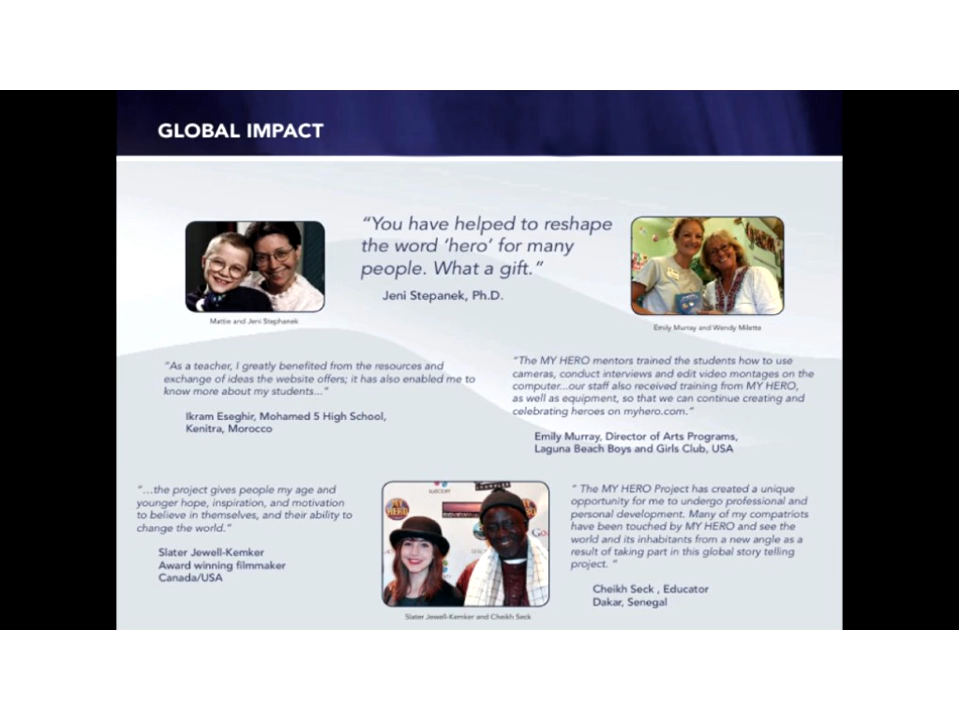 GLOBAL IMPACT
“You have helped to reshape
the word ‘hero’ for many
people. What a gift.”
Jeni Stepanek, Ph.D.
Mattie and Jeni Stephanek
Emily Murray and Wendy Milette
“As a teacher, I greatly benefited from the resources and
exchange of ideas the website offers; it has also enabled me to
know more about my students...”
Ikram Eseghir, Mohamed 5 High School,
Kenitra, Morocco
“The MY HERO mentors trained the students how to use
cameras, conduct interviews and edit video montages on the
computer...our staff also received training from MY HERO,
as well as equipment, so that we can continue creating and
celebrating heroes on myhero.com.”
Emily Murray, Director of Arts Programs,
Laguna Beach Boys and Girls Club, USA
“...the project gives people my age and
younger hope, inspiration, and motivation
to believe in themselves, and their ability to
change the world.”
Slater Jewell-Kemker
Award winning filmmaker
Canada/USA
MY
HERO
Go
Slater Jewell-Kemker and Cheikh Seck
“ The MY HERO Project has created a unique
opportunity for me to undergo professional and
personal development. Many of my compatriots
have been touched by MY HERO and see the
world and its inhabitants from a new angle as a
result of taking part in this global story telling
project. ”
Cheikh Seck , Educator
Dakar, Senegal